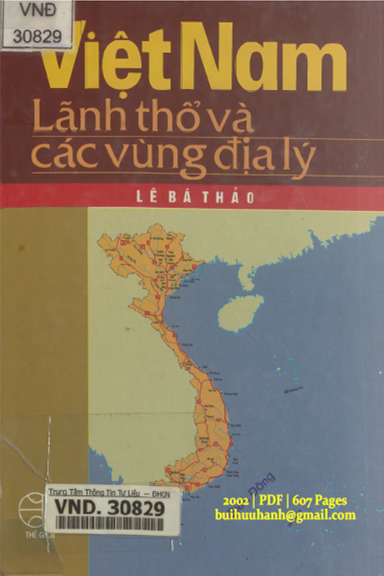 VNĐ
30829
Việt Nam
Lãnh thổ và
các vùng địa lý
LÊ BÁ THẢO
Đông
2002 | PDF | 607 Pages
buihuuhanh@gmail.com
Trung Tâm Thông Tin Tư Liệu -- ĐHQN
VND. 30829
THẾ GIỚI